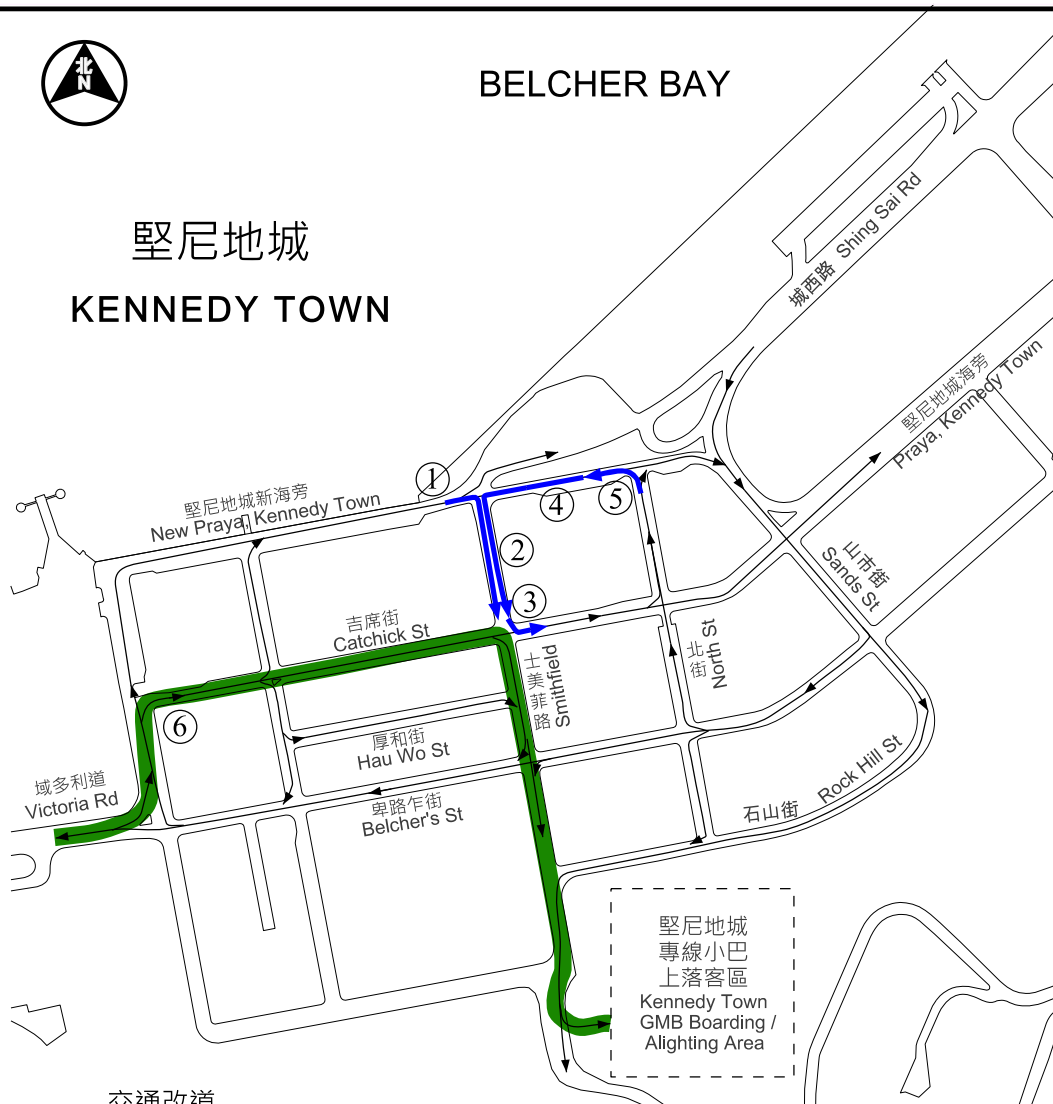 北
N
BELCHER BAY
堅尼地城
KENNEDY TOWN
城西路 Shing Sai Rd
堅尼地城海旁
Praya, Kennedy Town
①
堅尼地城新海旁
New Praya, Kennedy Town
④
⑤
②
山市街
Sands St
③
吉席街
Catchick St
士美菲路
Smithfield
北街
North St
⑥
厚和街
Hau Wo St
域多利道
Victoria Rd
卑路乍街
Belcher's St
石山街 Rock Hill St
堅尼地城
專線小巴
上落客區
Kennedy Town
GMB Boarding /
Alighting Area
交通改道